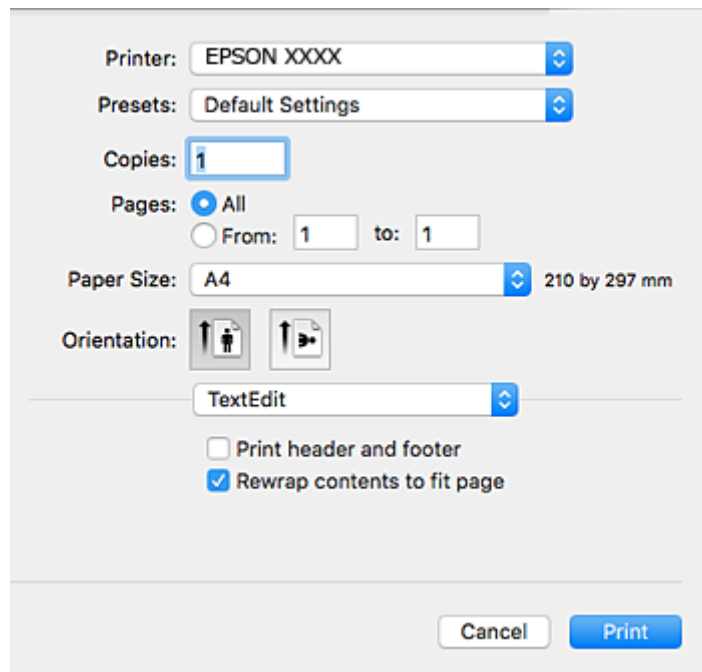 Printer: EPSON XXXX
Presets: Default Settings
Copies: 1
Pages: All
From: 1 to: 1
Paper Size: A4 210 by 297 mm
Orientation:
TextEdit
Print header and footer
Rewrap contents to fit page
Cancel Print